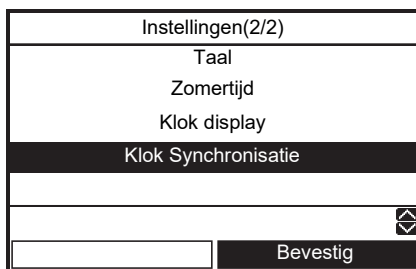 Instellingen(2/2)
Taal
Zomertijd
Klok display
Klok Synchronisatie
Bevestig